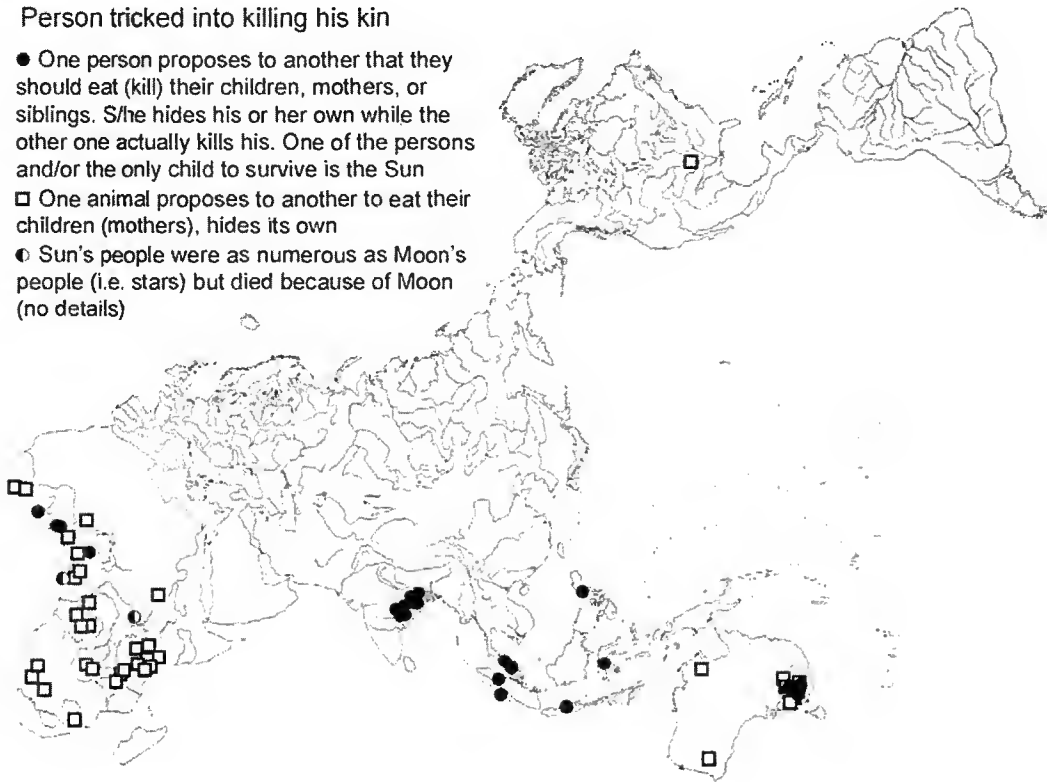 Person tricked into killing his kin
● One person proposes to another that they
should eat (kill) their children, mothers, or
siblings. S/he hides his or her own while the
other one actually kills his. One of the persons
and/or the only child to survive is the Sun
□ One animal proposes to another to eat their
children (mothers), hides its own
◐ Sun's people were as numerous as Moon's
people (i.e. stars) but died because of Moon
(no details)